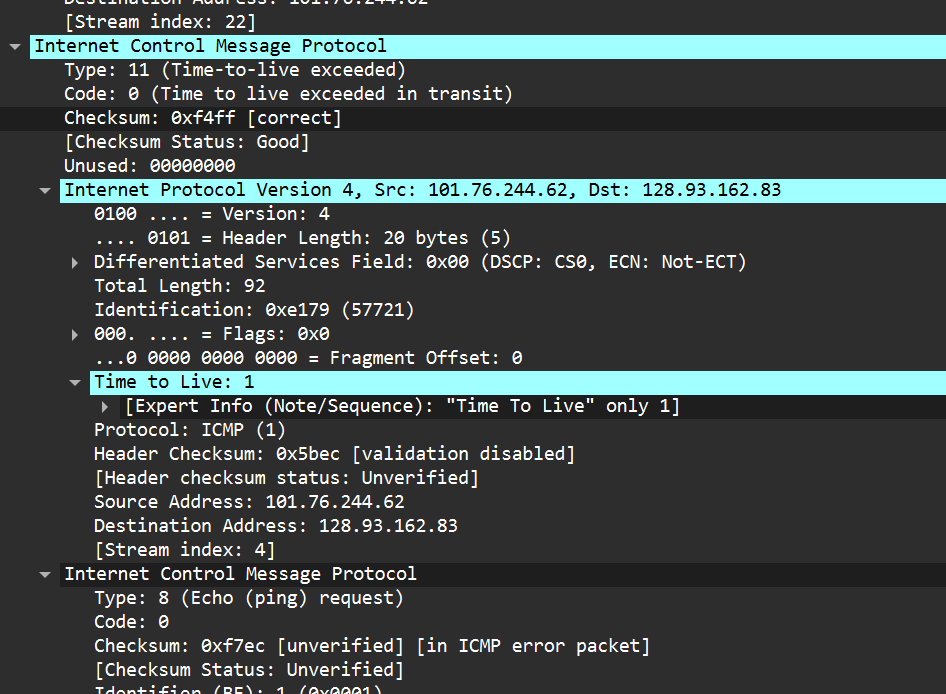 Destination Address: 101.76.244.62
[Stream index: 22]
Internet Control Message Protocol
Type: 11 (Time-to-live exceeded)
Code: 0 (Time to live exceeded in transit)
Checksum: 0xf4ff [correct]
[Checksum Status: Good]
Unused: 00000000
Internet Protocol Version 4, Src: 101.76.244.62, Dst: 128.93.162.83
0100 .... = Version: 4
.... 0101 = Header Length: 20 bytes (5)
Differentiated Services Field: 0x00 (DSCP: CS0, ECN: Not-ECT)
Total Length: 92
Identification: 0xe179 (57721)
000. .... = Flags: 0x0
...0 0000 0000 0000 = Fragment Offset: 0
Time to Live: 1
[Expert Info (Note/Sequence): "Time To Live" only 1]
Protocol: ICMP (1)
Header Checksum: 0x5bec [validation disabled]
[Header checksum status: Unverified]
Source Address: 101.76.244.62
Destination Address: 128.93.162.83
[Stream index: 4]
Internet Control Message Protocol
Type: 8 (Echo (ping) request)
Code: 0
Checksum: 0xf7ec [unverified] [in ICMP error packet]
[Checksum Status: Unverified]
Identifier (BE): 1 (0x0001)